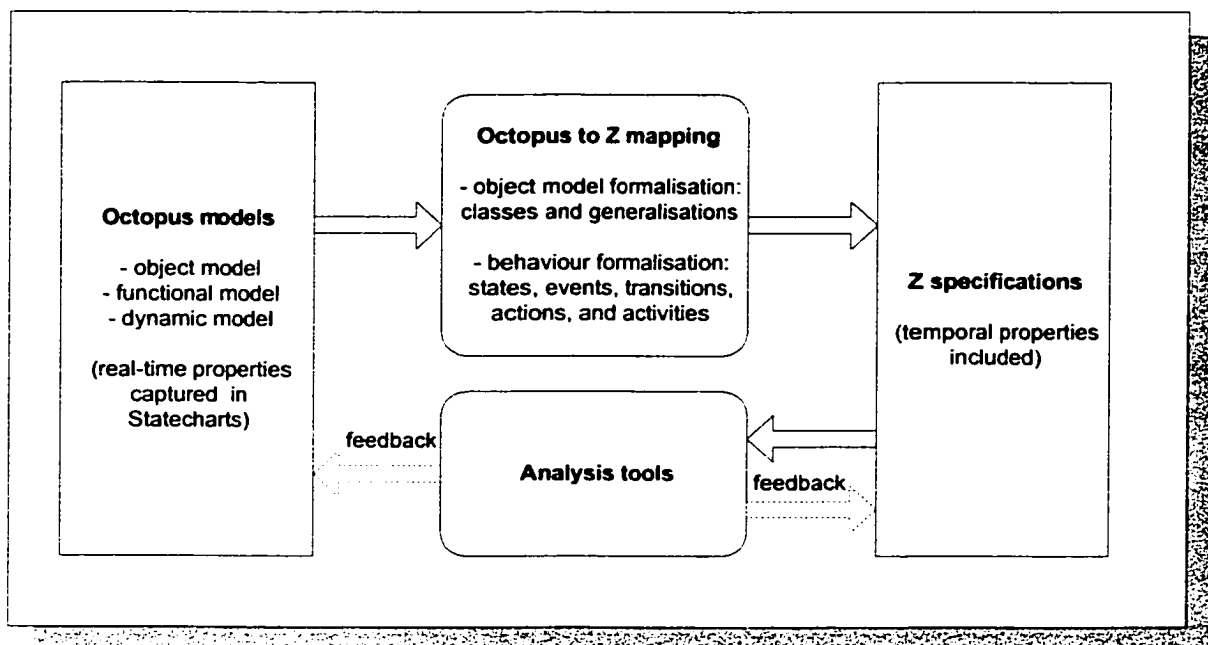 Octopus models
- object model
- functional model
- dynamic model
(real-time properties
captured in
Statecharts)
Octopus to Z mapping
- object model formalisation:
classes and generalisations
- behaviour formalisation:
states, events, transitions,
actions, and activities
Z specifications
(temporal properties
included)
feedback
Analysis tools
feedback